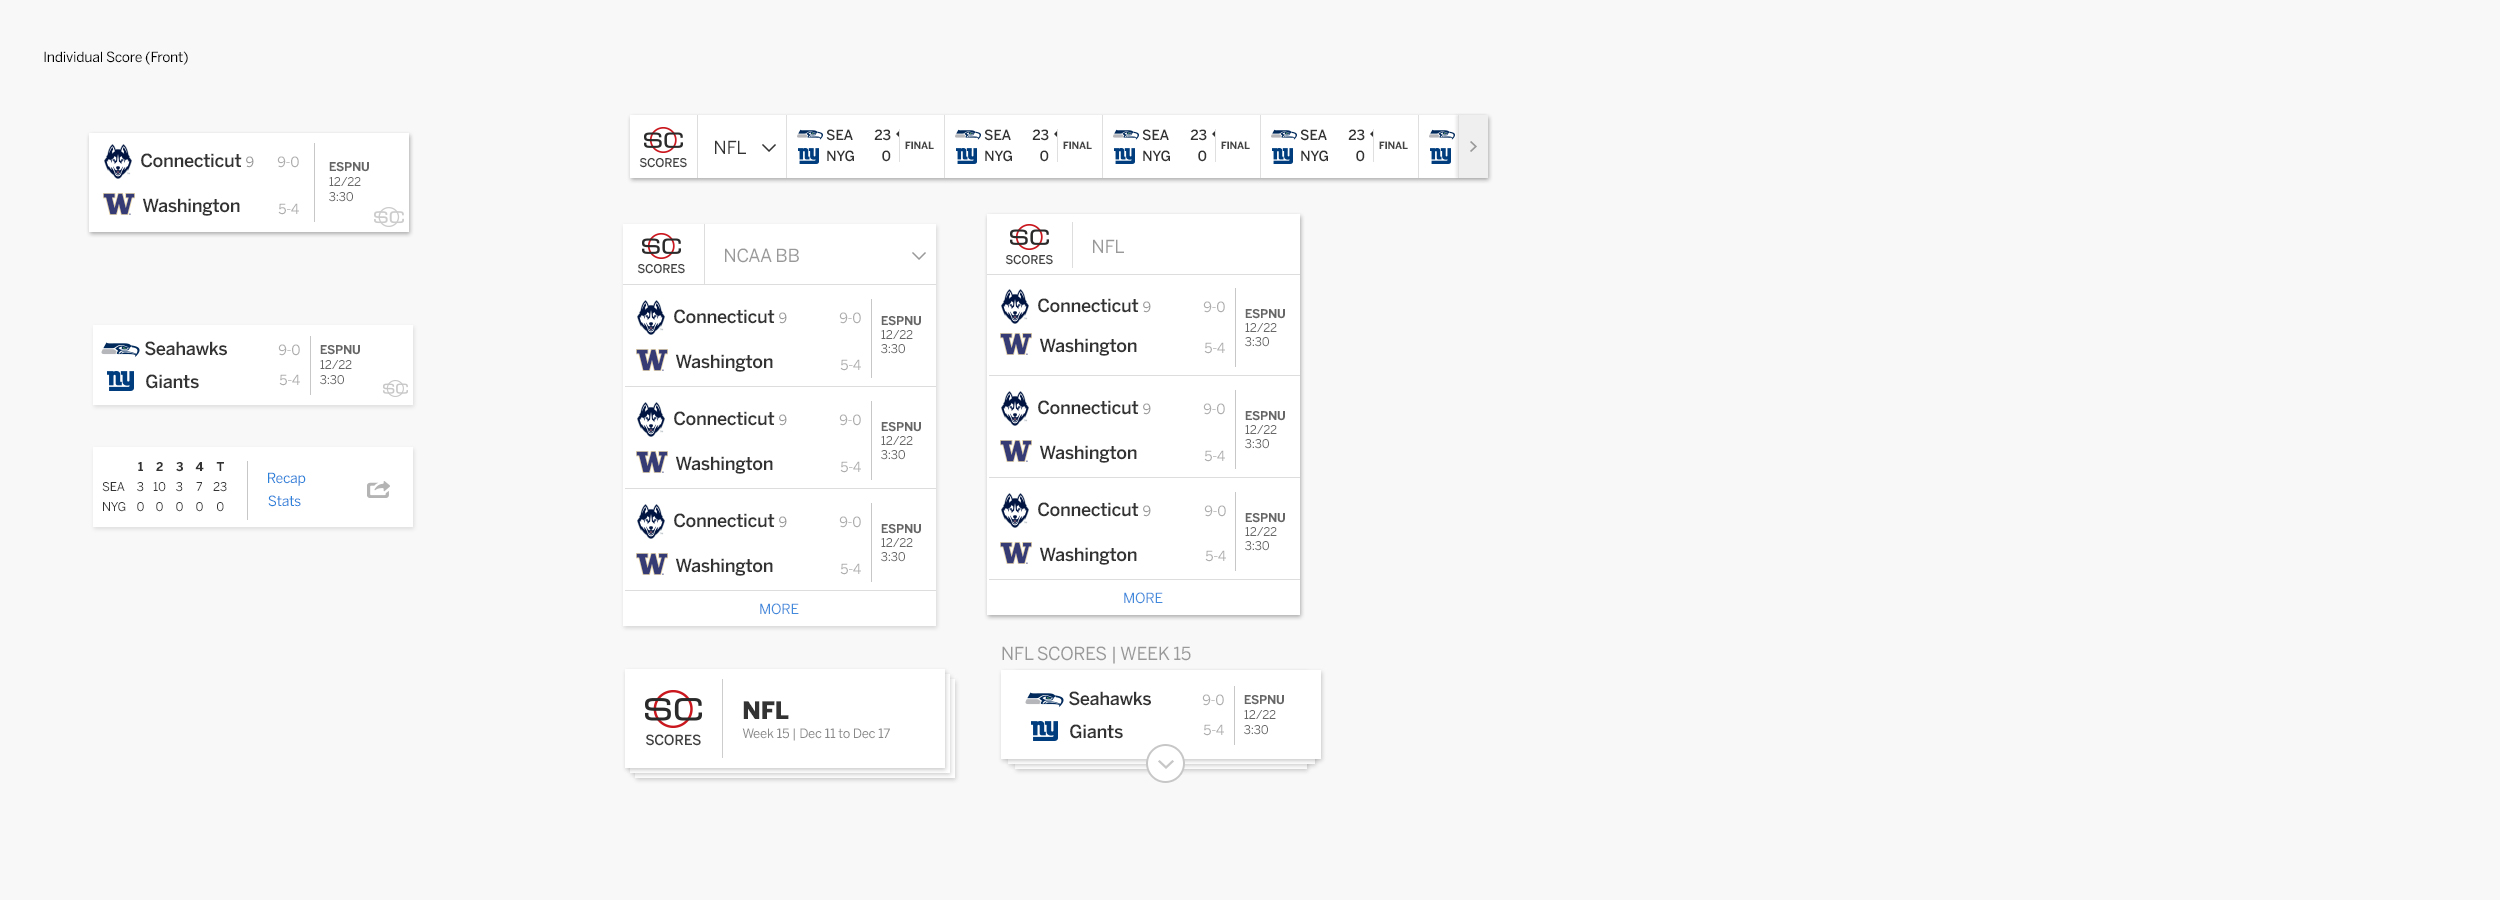 Individual Score (Front)
Connecticut 9 9-0
Washington 5-4
ESPNU
12/22
3:30
SC
Seahawks 9-0
Giants 5-4
ESPNU
12/22
3:30
SC
1 2 3 4 T
SEA 3 10 3 7 23
NYG 0 0 0 0 0
Recap
Stats
SC
SCORES
NFL
SEA 23
NYG 0
FINAL
SEA 23
NYG 0
FINAL
SEA 23
NYG 0
FINAL
SEA 23
NYG 0
FINAL
ny
SC
SCORES
NCAA BB
Connecticut 9 9-0
Washington 5-4
ESPNU
12/22
3:30
Connecticut 9 9-0
Washington 5-4
ESPNU
12/22
3:30
Connecticut 9 9-0
Washington 5-4
ESPNU
12/22
3:30
MORE
SC
SCORES
NFL
Connecticut 9 9-0
Washington 5-4
ESPNU
12/22
3:30
Connecticut 9 9-0
Washington 5-4
ESPNU
12/22
3:30
Connecticut 9 9-0
Washington 5-4
ESPNU
12/22
3:30
MORE
SC
SCORES
NFL
Week 15 | Dec 11 to Dec 17
NFL SCORES | WEEK 15
Seahawks 9-0
Giants 5-4
ESPNU
12/22
3:30